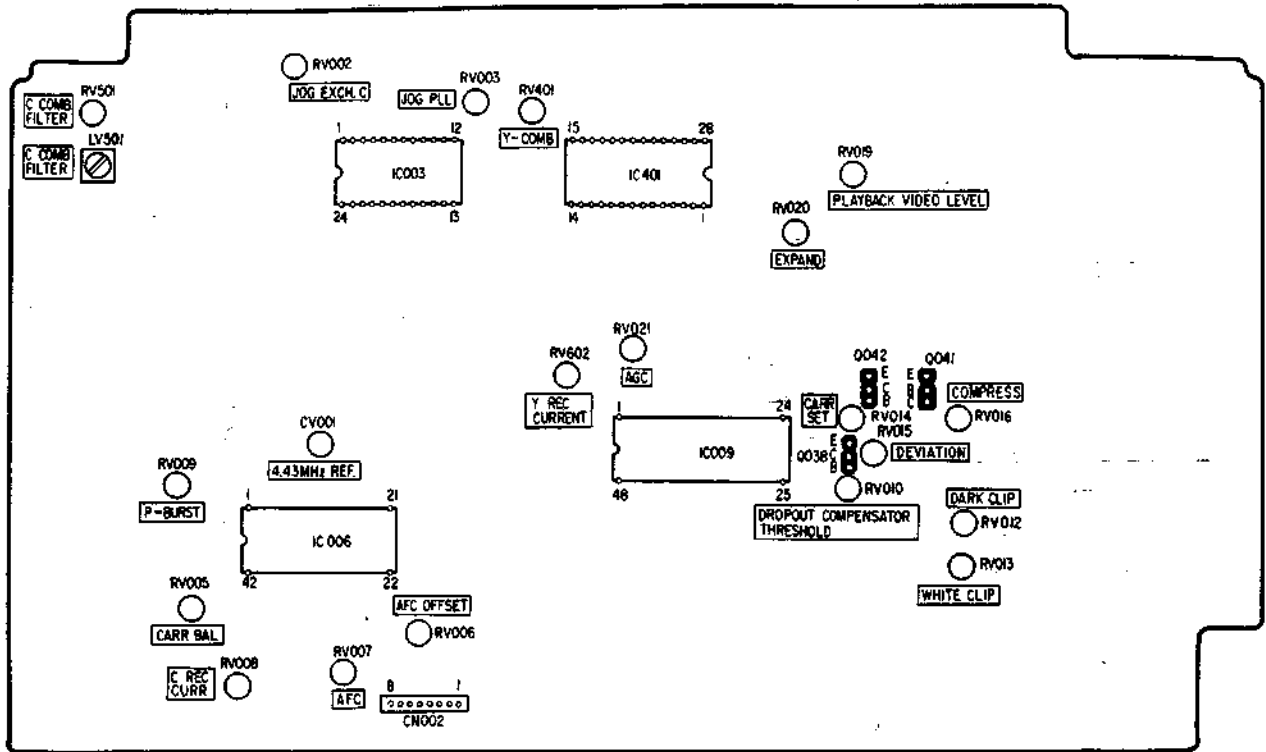 RV501
C COMB
FILTER
LV501
C COMB
FILTER
RV002
JOG EXCH. C
RV003
JOG PLL
RV401
Y-COMB
1 12
IC003
24 13
15 28
IC401
14 1
RV019
PLAYBACK VIDEO LEVEL
RV020
EXPAND
RV021
AGC
RV602
Y REC
CURRENT
1 24
IC009
48 25
Q042
E
C
B
Q041
E
B
C
CARR
SET
RV014
COMPRESS
RV016
RV015
DEVIATION
Q038
E
C
B
RV010
DROPOUT COMPENSATOR
THRESHOLD
DARK CLIP
RV012
RV013
WHITE CLIP
CV001
4.43MHz REF.
RV009
P-BURST
1 21
IC006
42 22
RV005
CARR BAL
AFC OFFSET
RV006
C REC
CURR
RV008
RV007
AFC
8 1
CN002